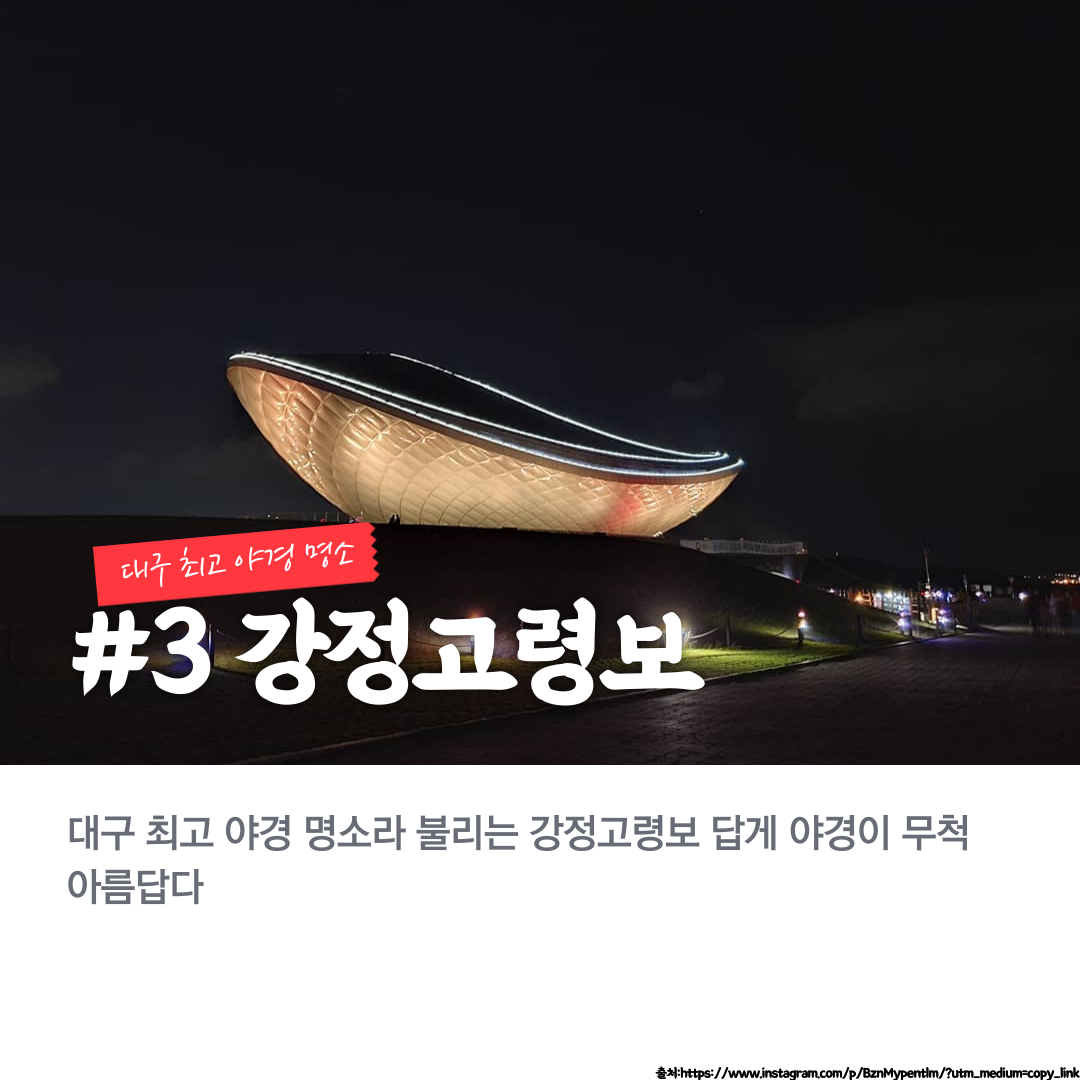 대구 최고 야경 명소
#3 강정고령보
대구 최고 야경 명소라 불리는 강정고령보 답게 야경이 무척
아름답다
출처:https://www.instagram.com/p/BznMypentlm/?utm_medium=copy_link